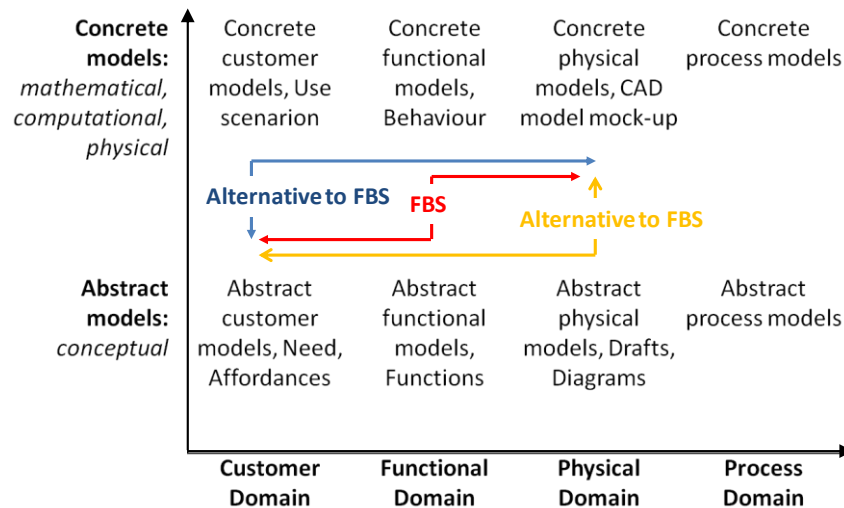 Concrete models: mathematical, computational, physical
Concrete customer models, Use scenarion
Concrete functional models, Behaviour
Concrete physical models, CAD model mock-up
Concrete process models
Alternative to FBS
FBS
Alternative to FBS
Abstract models: conceptual
Abstract customer models, Need, Affordances
Abstract functional models, Functions
Abstract physical models, Drafts, Diagrams
Abstract process models
Customer Domain
Functional Domain
Physical Domain
Process Domain